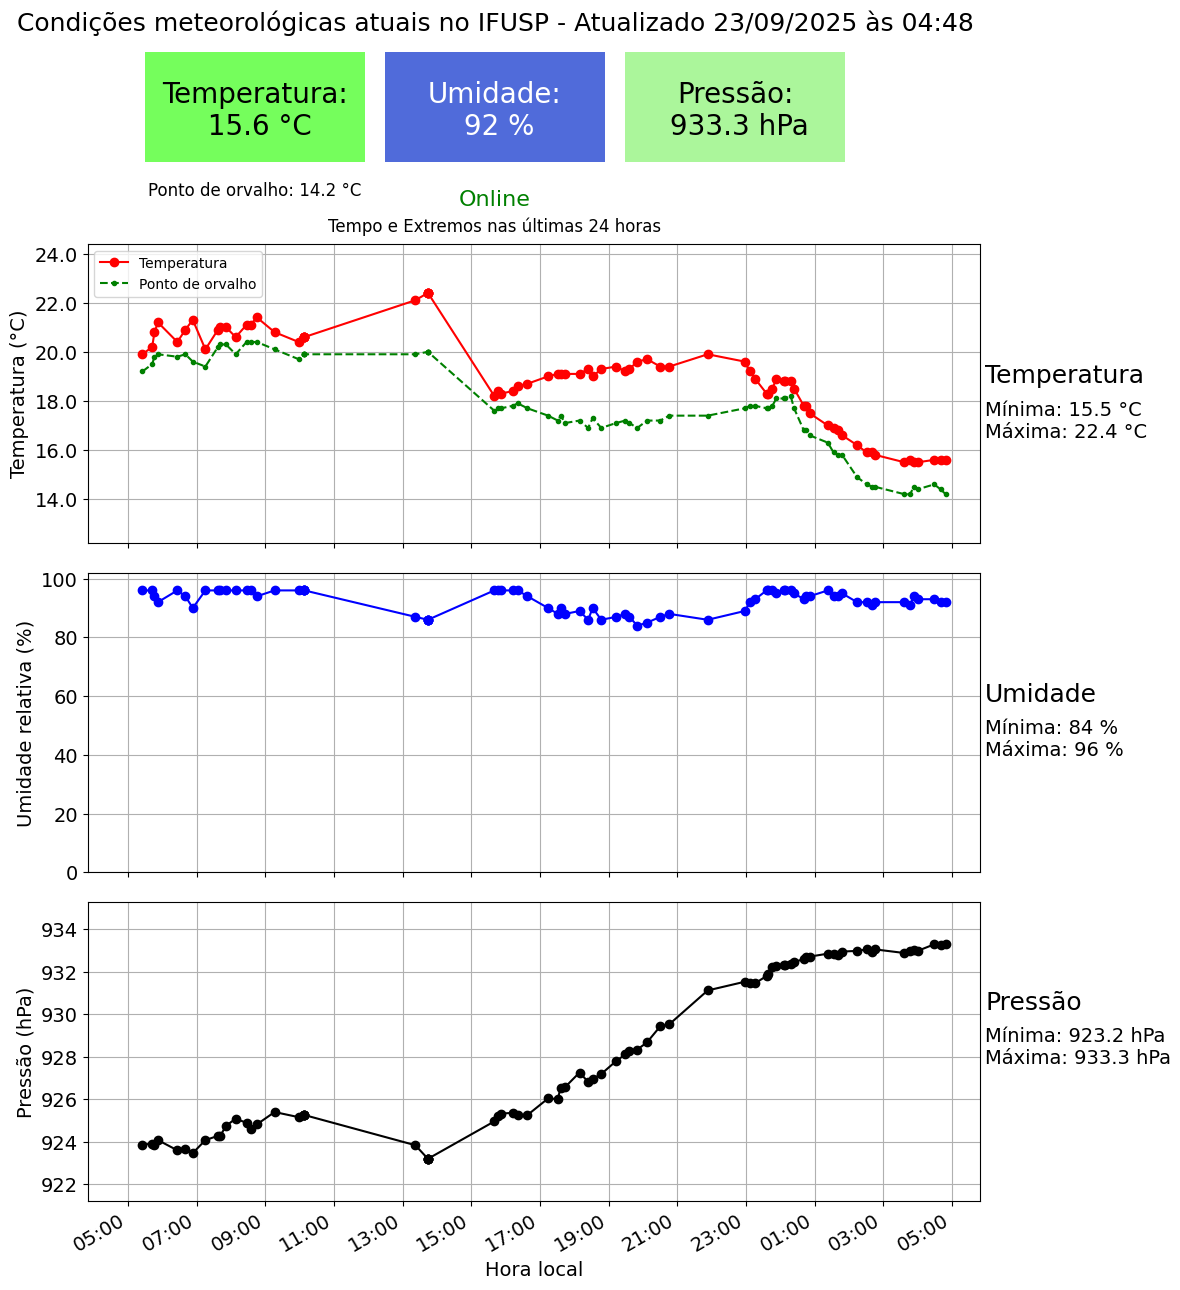 Condições meteorológicas atuais no IFUSP - Atualizado 23/09/2025 às 04:48
Temperatura:
15.6 °C
Umidade:
92 %
Pressão:
933.3 hPa
Ponto de orvalho: 14.2 °C
Online
Tempo e Extremos nas últimas 24 horas
Temperatura
Ponto de orvalho
Temperatura (°C)
24.0
22.0
20.0
18.0
16.0
14.0
Temperatura
Mínima: 15.5 °C
Máxima: 22.4 °C
Umidade relativa (%)
100
80
60
40
20
0
Umidade
Mínima: 84 %
Máxima: 96 %
Pressão (hPa)
934
932
930
928
926
924
922
Pressão
Mínima: 923.2 hPa
Máxima: 933.3 hPa
05:00 07:00 09:00 11:00 13:00 15:00 17:00 19:00 21:00 23:00 01:00 03:00 05:00
Hora local